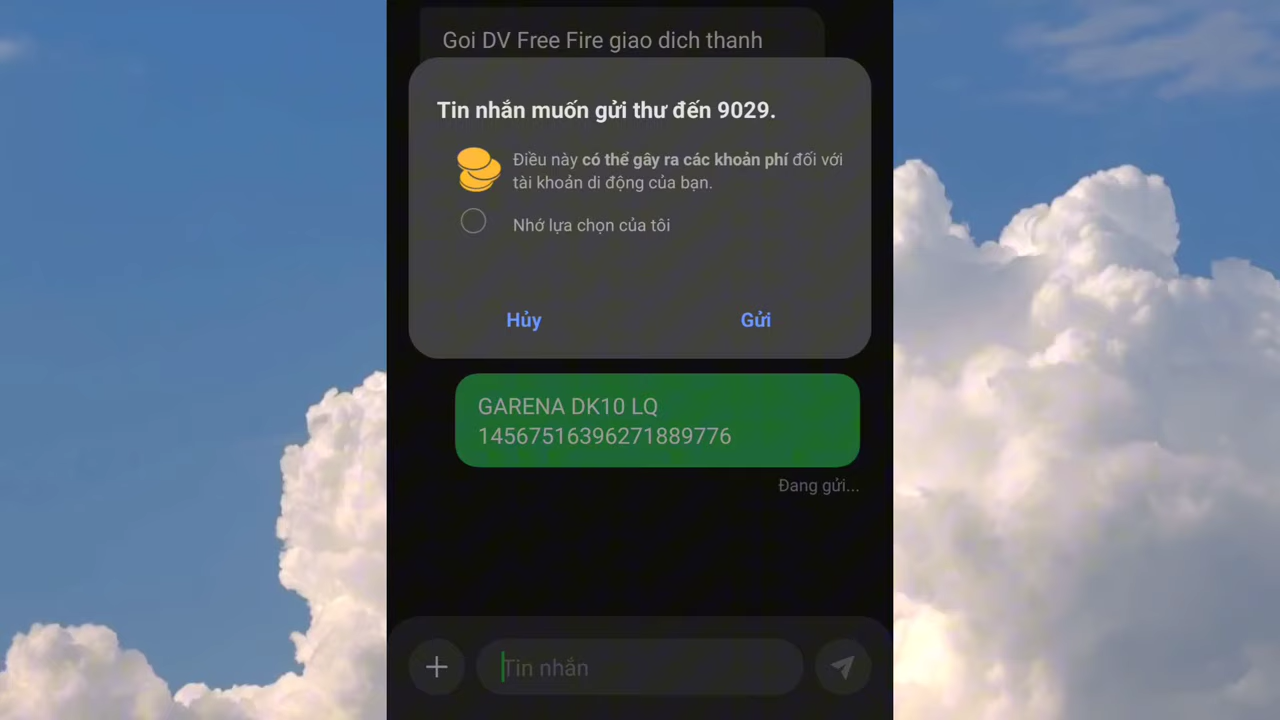 Goi DV Free Fire giao dich thanh
Tin nhắn muốn gửi thư đến 9029.
Điều này có thể gây ra các khoản phí đối với
tài khoản di động của bạn.
Nhớ lựa chọn của tôi
Hủy
Gửi
GARENA DK10 LQ
14567516396271889776
Đang gửi...
Tin nhắn